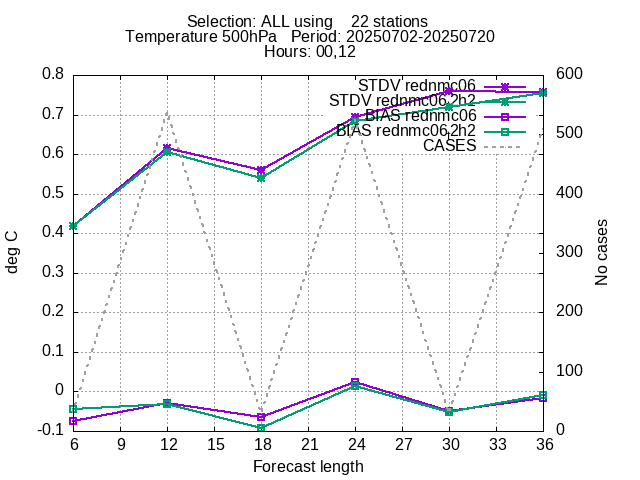 Selection: ALL using    22 stations
Temperature 500hPa   Period: 20250702-20250720
Hours: 00,12
STDV rednmc06
STDV rednmc06.2h2
BIAS rednmc06
BIAS rednmc06.2h2
CASES
deg C
0.8
0.7
0.6
0.5
0.4
0.3
0.2
0.1
0
-0.1
600
500
400
300
200
100
0
No cases
6 9 12 15 18 21 24 27 30 33 36
Forecast length